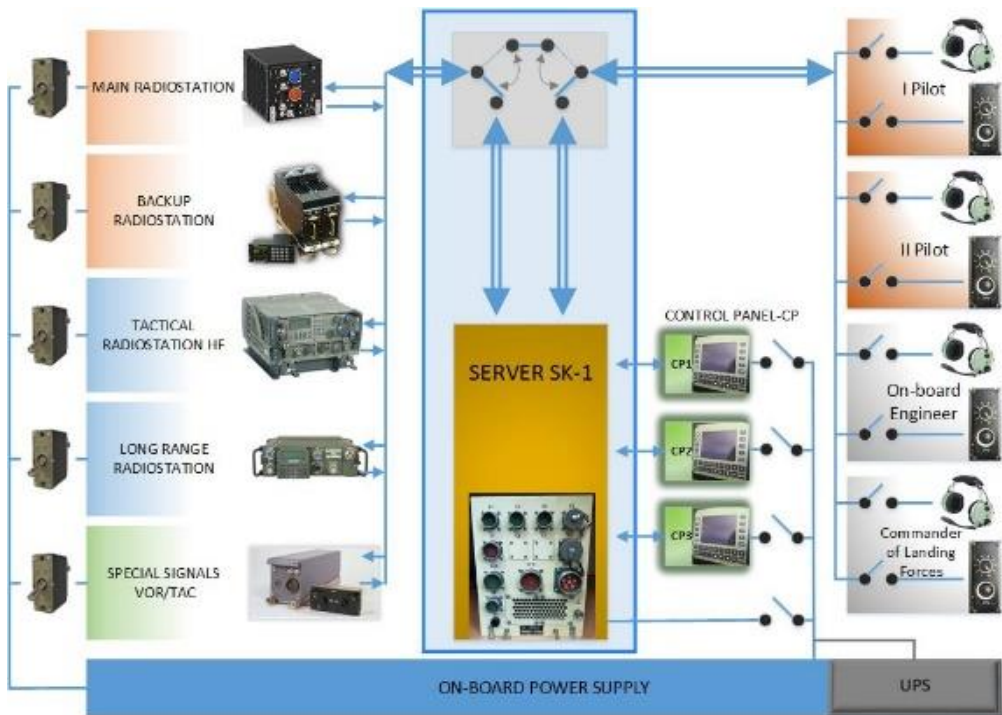 MAIN RADIOSTATION
BACKUP
RADIOSTATION
TACTICAL
RADIOSTATION HF
LONG RANGE
RADIOSTATION
SPECIAL SIGNALS
VOR/TAC
SERVER SK-1
CONTROL PANEL-CP
CP1
CP2
CP3
I Pilot
II Pilot
On-board
Engineer
Commander
of Landing
Forces
ON-BOARD POWER SUPPLY
UPS